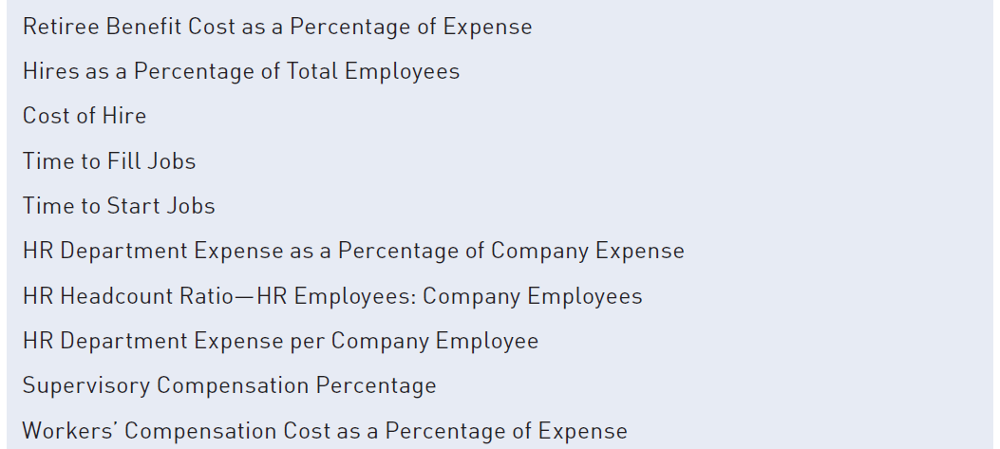 Retiree Benefit Cost as a Percentage of Expense
Hires as a Percentage of Total Employees
Cost of Hire
Time to Fill Jobs
Time to Start Jobs
HR Department Expense as a Percentage of Company Expense
HR Headcount Ratio—HR Employees: Company Employees
HR Department Expense per Company Employee
Supervisory Compensation Percentage
Workers’ Compensation Cost as a Percentage of Expense